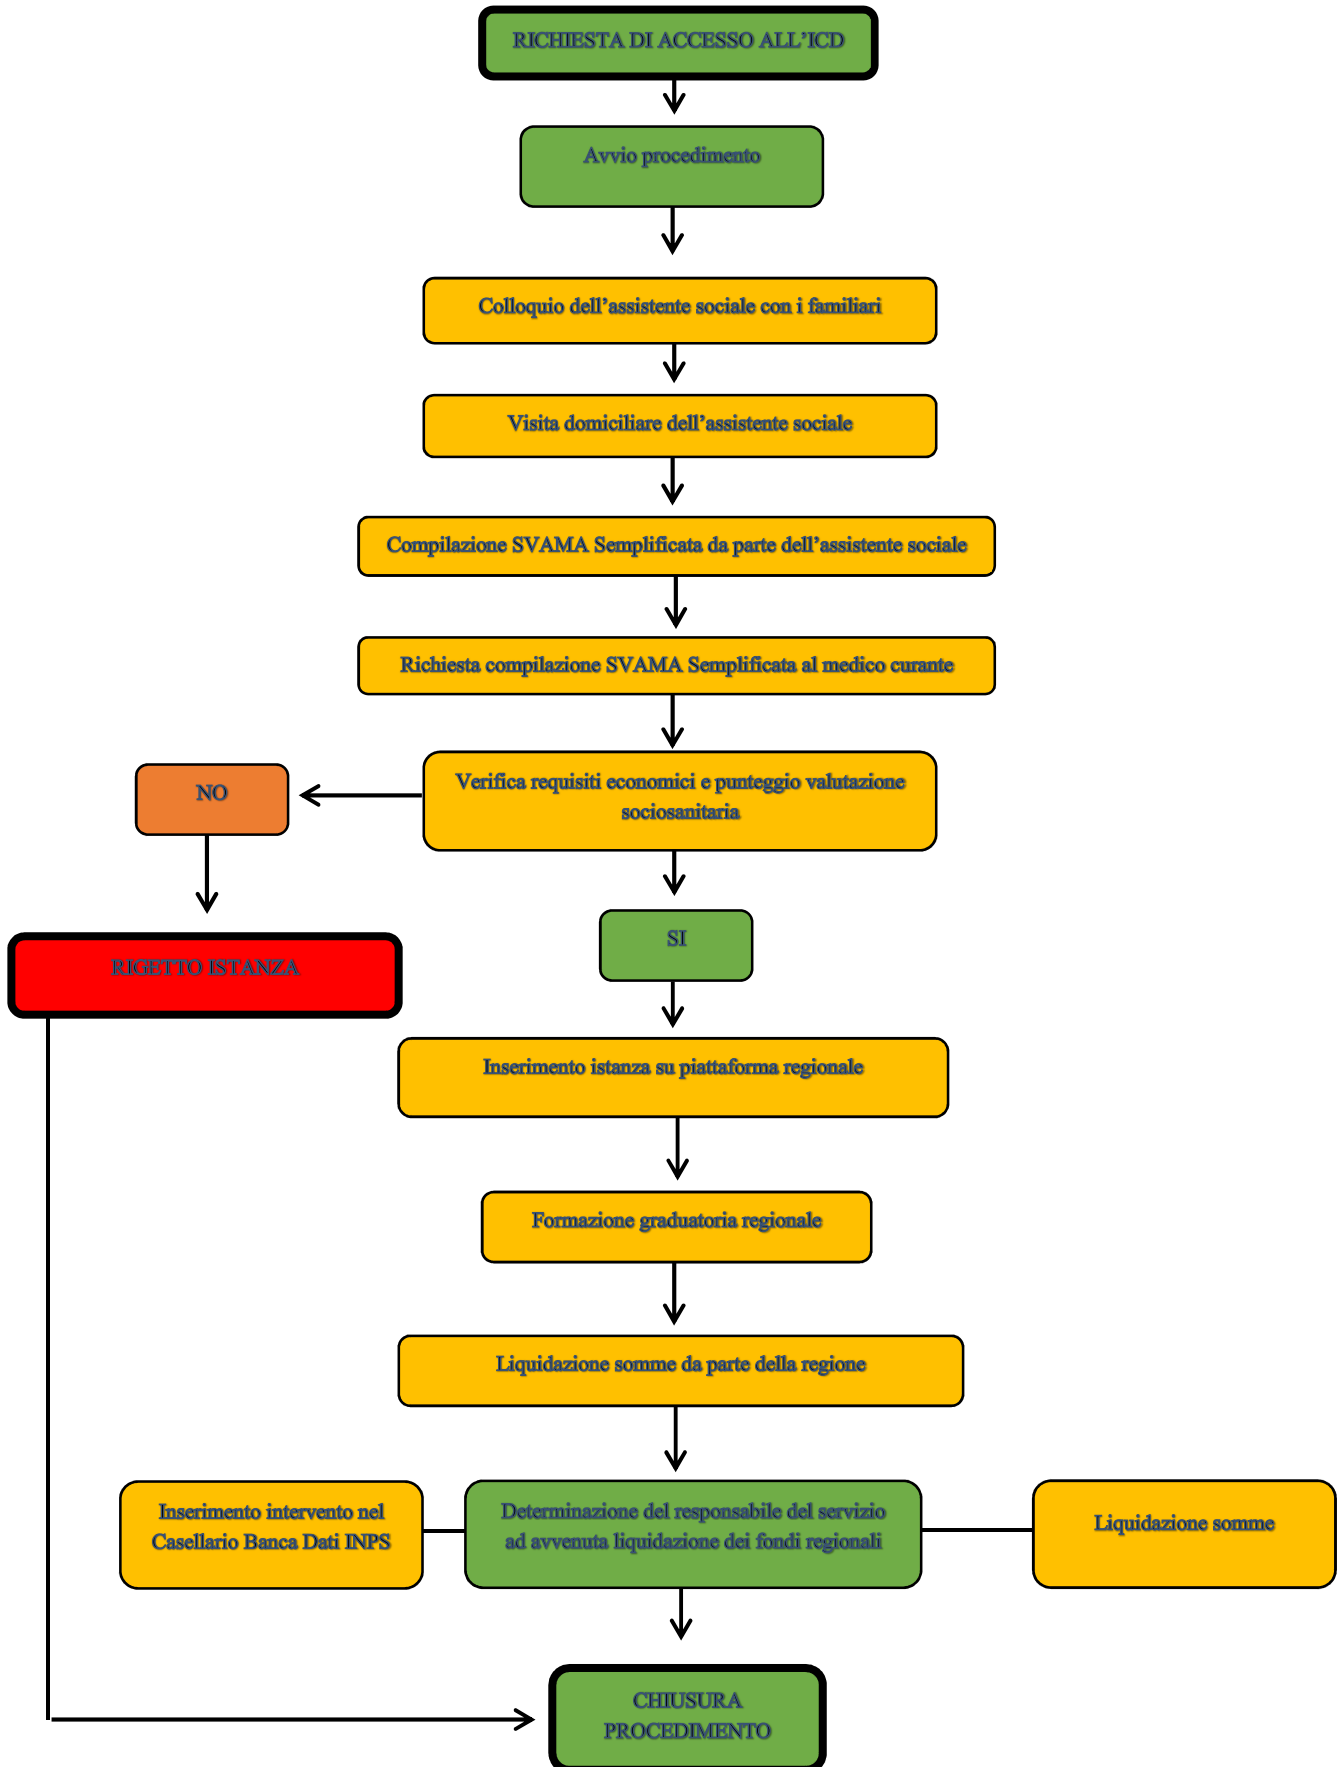 RICHIESTA DI ACCESSO ALL’ICD
Avvio procedimento
Colloquio dell’assistente sociale con i familiari
Visita domiciliare dell’assistente sociale
Compilazione SVAMA Semplificata da parte dell’assistente sociale
Richiesta compilazione SVAMA Semplificata al medico curante
Verifica requisiti economici e punteggio valutazione
sociosanitaria
NO
SI
RIGETTO ISTANZA
Inserimento istanza su piattaforma regionale
Formazione graduatoria regionale
Liquidazione somme da parte della regione
Inserimento intervento nel
Casellario Banca Dati INPS
Determinazione del responsabile del servizio
ad avvenuta liquidazione dei fondi regionali
Liquidazione somme
CHIUSURA
PROCEDIMENTO